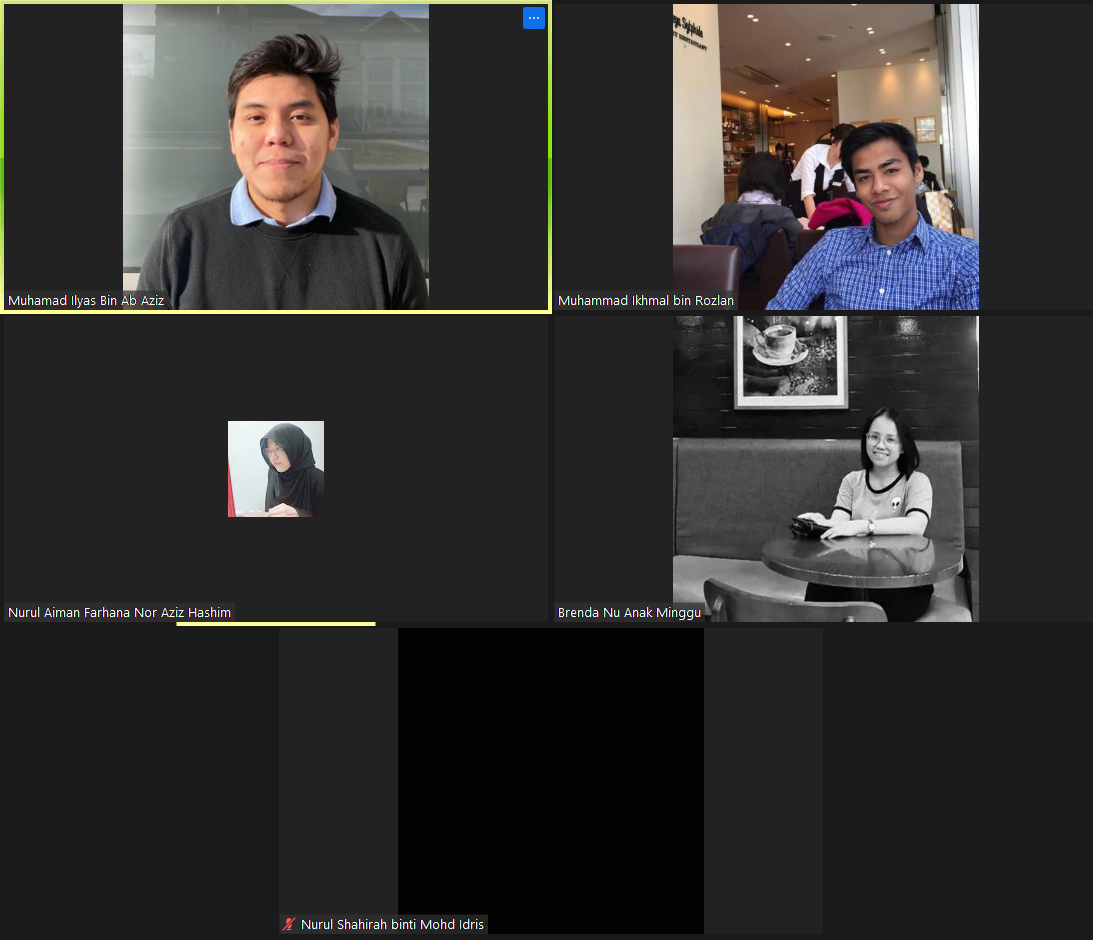 Muhamad Ilyas Bin Ab Aziz
Muhammad Ikhmal bin Rozlan
Nurul Aiman Farhana Nor Aziz Hashim
Brenda Nu Anak Minggu
Nurul Shahirah binti Mohd Idris